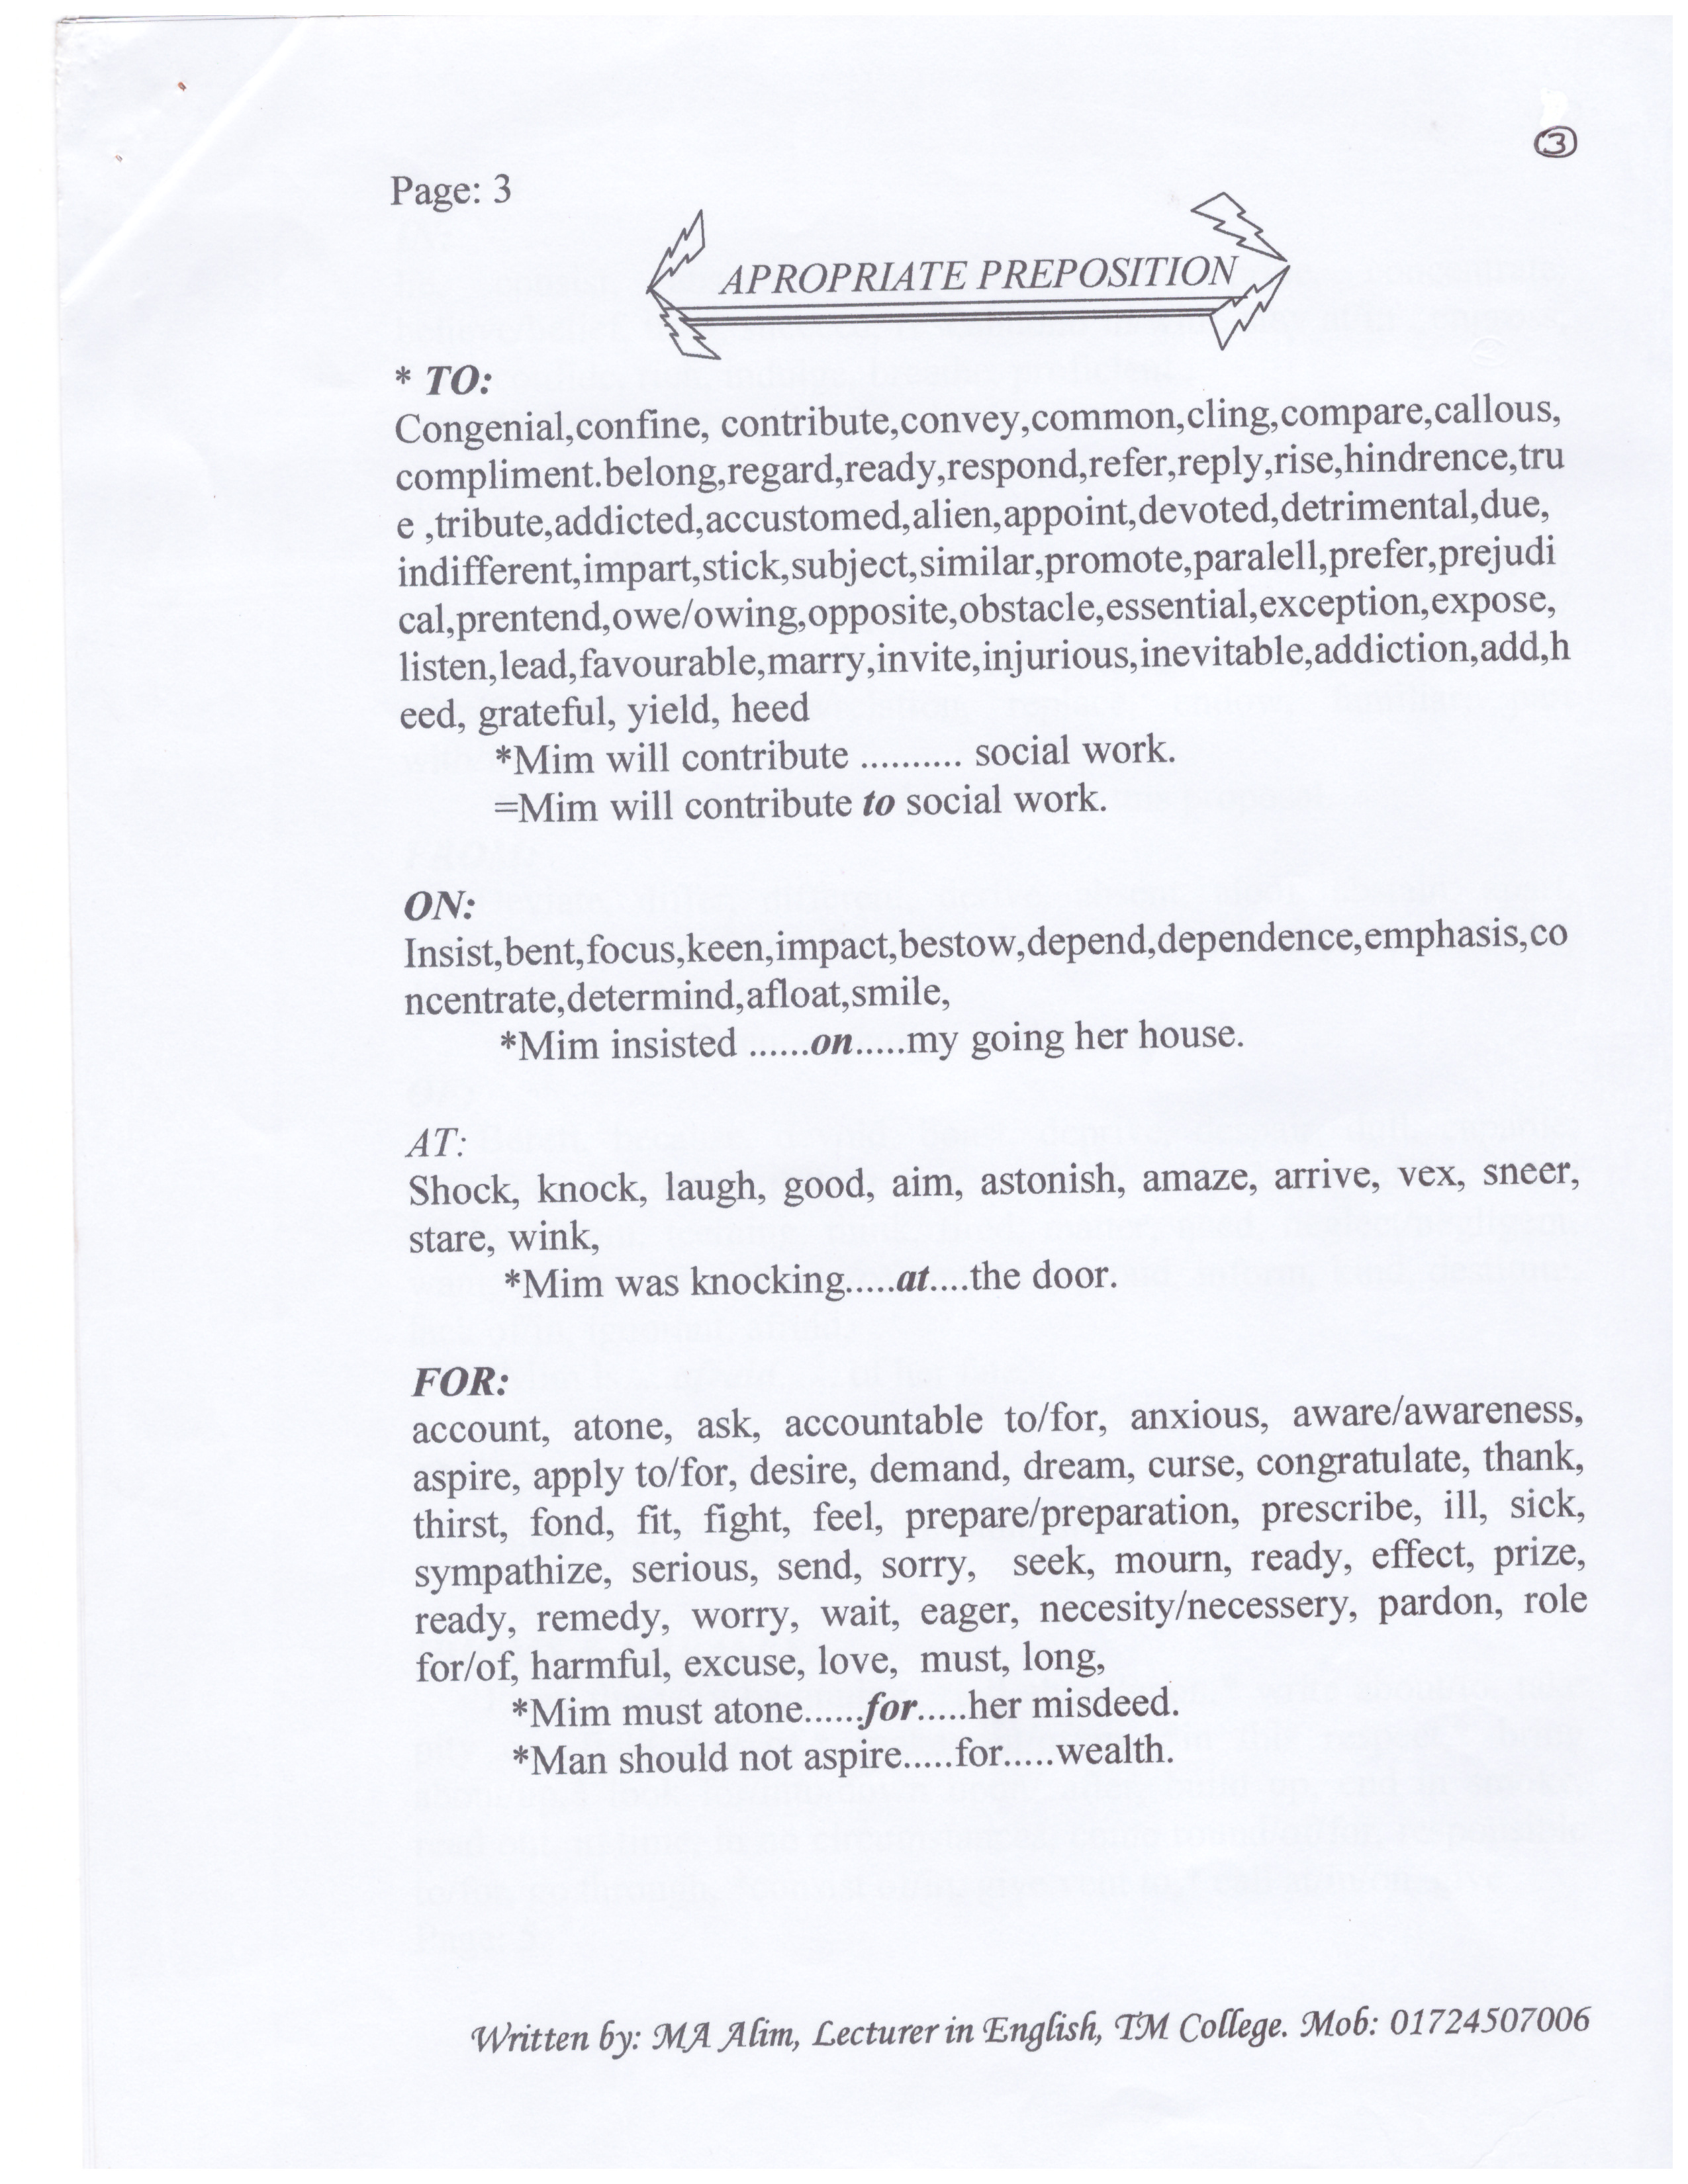 3
Page: 3
APROPRIATE PREPOSITION
* TO:
Congenial,confine, contribute,convey,common,cling,compare,callous,
compliment.belong,regard,ready,respond,refer,reply,rise,hindrence,tru
e ,tribute,addicted,accustomed,alien,appoint,devoted,detrimental,due,
indifferent,impart,stick,subject,similar,promote,paralell,prefer,prejudi
cal,prentend,owe/owing,opposite,obstacle,essential,exception,expose,
listen,lead,favourable,marry,invite,injurious,inevitable,addiction,add,h
eed, grateful, yield, heed
*Mim will contribute .......... social work.
=Mim will contribute to social work.
ON:
Insist,bent,focus,keen,impact,bestow,depend,dependence,emphasis,co
ncentrate,determind,afloat,smile,
*Mim insisted ......on.....my going her house.
AT:
Shock, knock, laugh, good, aim, astonish, amaze, arrive, vex, sneer,
stare, wink,
*Mim was knocking.....at....the door.
FOR:
account, atone, ask, accountable to/for, anxious, aware/awareness,
aspire, apply to/for, desire, demand, dream, curse, congratulate, thank,
thirst, fond, fit, fight, feel, prepare/preparation, prescribe, ill, sick,
sympathize, serious, send, sorry, seek, mourn, ready, effect, prize,
ready, remedy, worry, wait, eager, necesity/necessery, pardon, role
for/of, harmful, excuse, love, must, long,
*Mim must atone......for.....her misdeed.
*Man should not aspire.....for.....wealth.
Written by: MA Alim, Lecturer in English, TM College. Mob: 01724507006